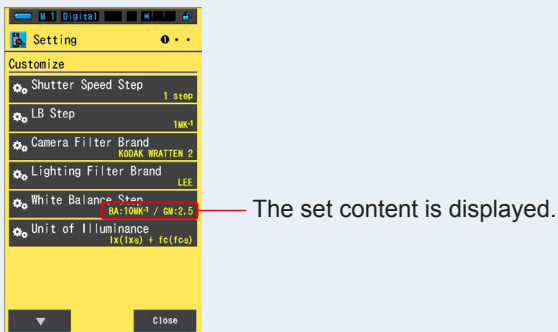 M 1 Digital M
Setting
Customize
Shutter Speed Step
1 step
LB Step
1MK-1
Camera Filter Brand
KODAK WRATTEN 2
Lighting Filter Brand
LEE
White Balance Step
BA:10MK-1 / GM:2.5
The set content is displayed.
Unit of Illuminance
lx(lxs) + fc(fcs)
Close